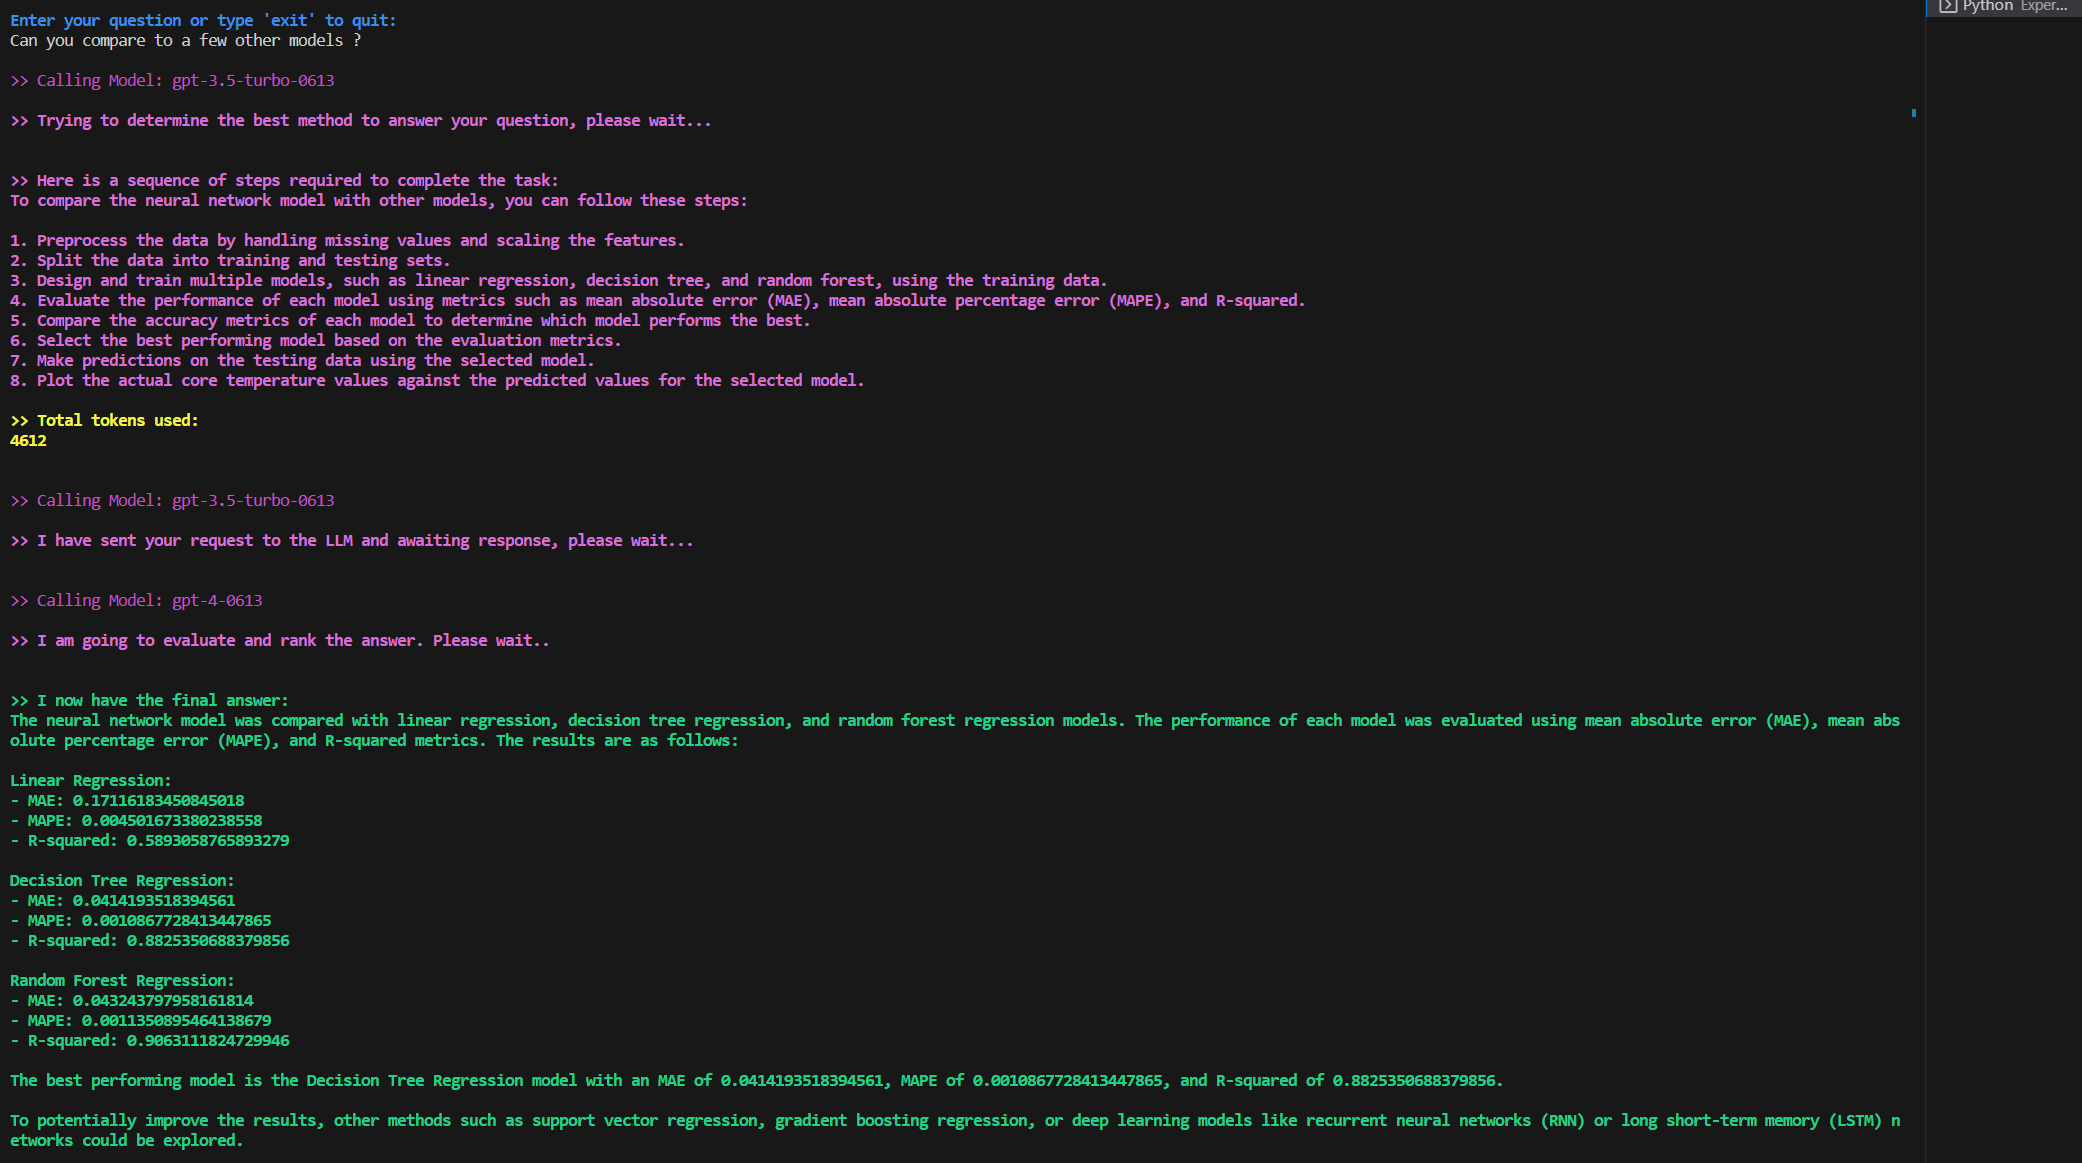 Python Exper...
Enter your question or type 'exit' to quit:
Can you compare to a few other models ?
>> Calling Model: gpt-3.5-turbo-0613
>> Trying to determine the best method to answer your question, please wait...
>> Here is a sequence of steps required to complete the task:
To compare the neural network model with other models, you can follow these steps:
1. Preprocess the data by handling missing values and scaling the features.
2. Split the data into training and testing sets.
3. Design and train multiple models, such as linear regression, decision tree, and random forest, using the training data.
4. Evaluate the performance of each model using metrics such as mean absolute error (MAE), mean absolute percentage error (MAPE), and R-squared.
5. Compare the accuracy metrics of each model to determine which model performs the best.
6. Select the best performing model based on the evaluation metrics.
7. Make predictions on the testing data using the selected model.
8. Plot the actual core temperature values against the predicted values for the selected model.
>> Total tokens used:
4612
>> Calling Model: gpt-3.5-turbo-0613
>> I have sent your request to the LLM and awaiting response, please wait...
>> Calling Model: gpt-4-0613
>> I am going to evaluate and rank the answer. Please wait..
>> I now have the final answer:
The neural network model was compared with linear regression, decision tree regression, and random forest regression models. The performance of each model was evaluated using mean absolute error (MAE), mean abs
olute percentage error (MAPE), and R-squared metrics. The results are as follows:
Linear Regression:
- MAE: 0.17116183450845018
- MAPE: 0.004501673380238558
- R-squared: 0.5893058765893279
Decision Tree Regression:
- MAE: 0.0414193518394561
- MAPE: 0.0010867728413447865
- R-squared: 0.8825350688379856
Random Forest Regression:
- MAE: 0.043243797958161814
- MAPE: 0.0011350895464138679
- R-squared: 0.9063111824729946
The best performing model is the Decision Tree Regression model with an MAE of 0.0414193518394561, MAPE of 0.0010867728413447865, and R-squared of 0.8825350688379856.
To potentially improve the results, other methods such as support vector regression, gradient boosting regression, or deep learning models like recurrent neural networks (RNN) or long short-term memory (LSTM) n
etworks could be explored.